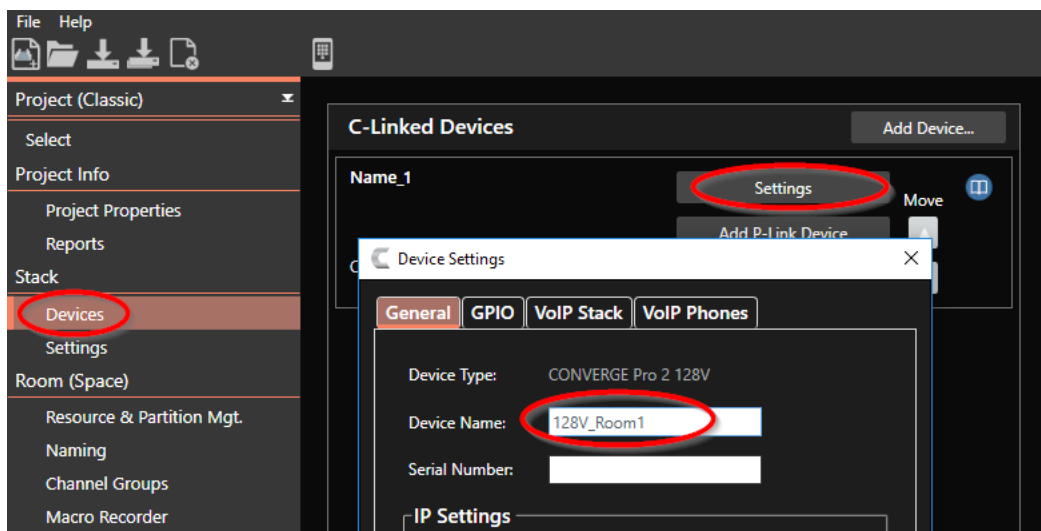 File Help
Project (Classic)
Select
Project Info
Project Properties
Reports
Stack
Devices
Settings
Room (Space)
Resource & Partition Mgt.
Naming
Channel Groups
Macro Recorder
C-Linked Devices
Add Device...
Name_1
Settings
Move
Add P-Link Device
C
Device Settings
General GPIO VoIP Stack VoIP Phones
Device Type: CONVERGE Pro 2 128V
Device Name: 128V_Room1
Serial Number:
IP Settings